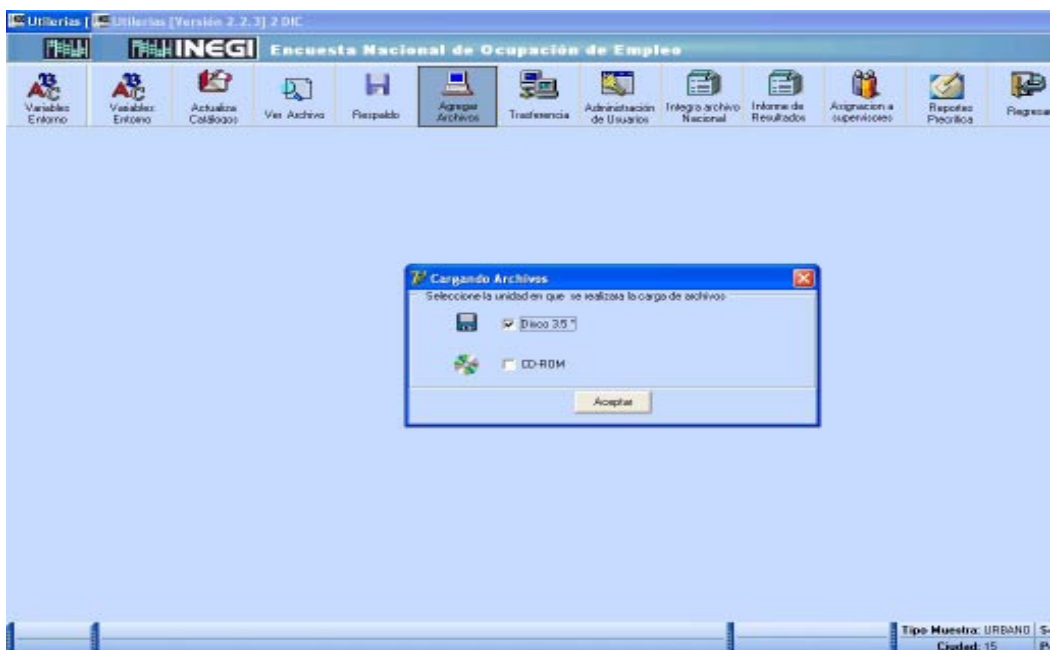 Utilerias [ Utilerias [Versión 2.2.3] 2 DIC
INEGI Encuesta Nacional de Ocupación de Empleo
Variables Entorno
Variables Entorno
Actualiza Catálogos
Ver Archivo
Respaldo
Agregar Archivos
Trasferencia
Administración de Usuarios
Integra archivo Nacional
Informe de Resultados
Asignacion a supervisores
Reportes Precritica
Regresar
Cargando Archivos
Seleccione la unidad en que se realizara la carga de archivos
Disco 3.5 "
CD-ROM
Aceptar
Tipo Muestra: URBANO
Ciudad: 15